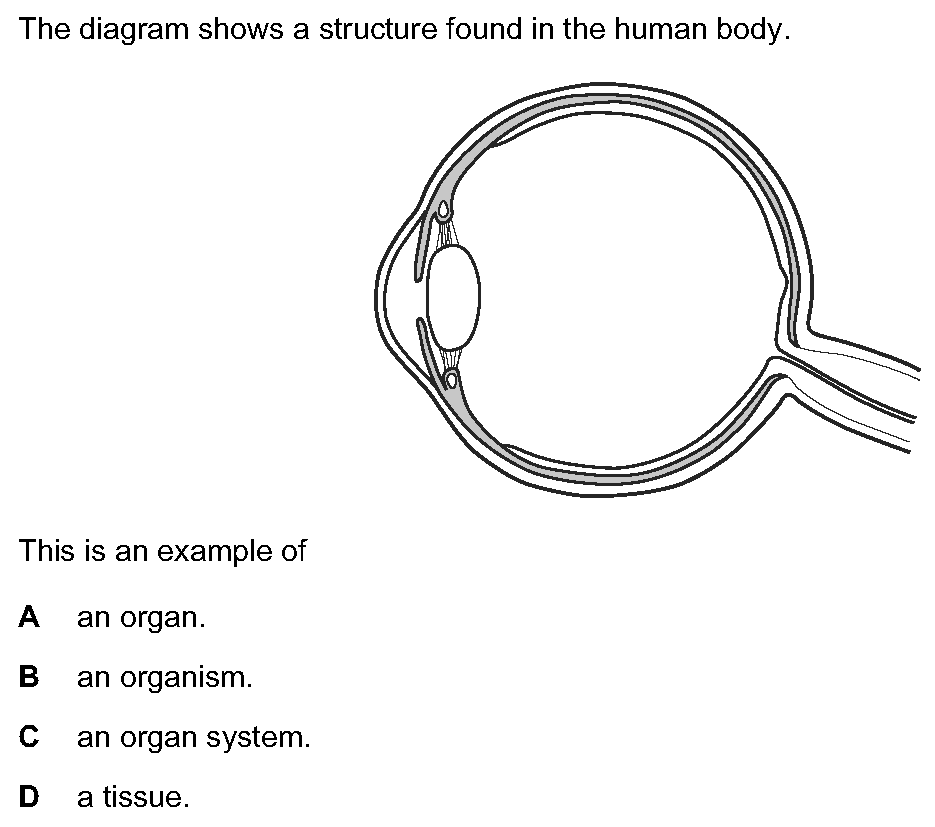 The diagram shows a structure found in the human body.
This is an example of
A an organ.
B an organism.
C an organ system.
D a tissue.